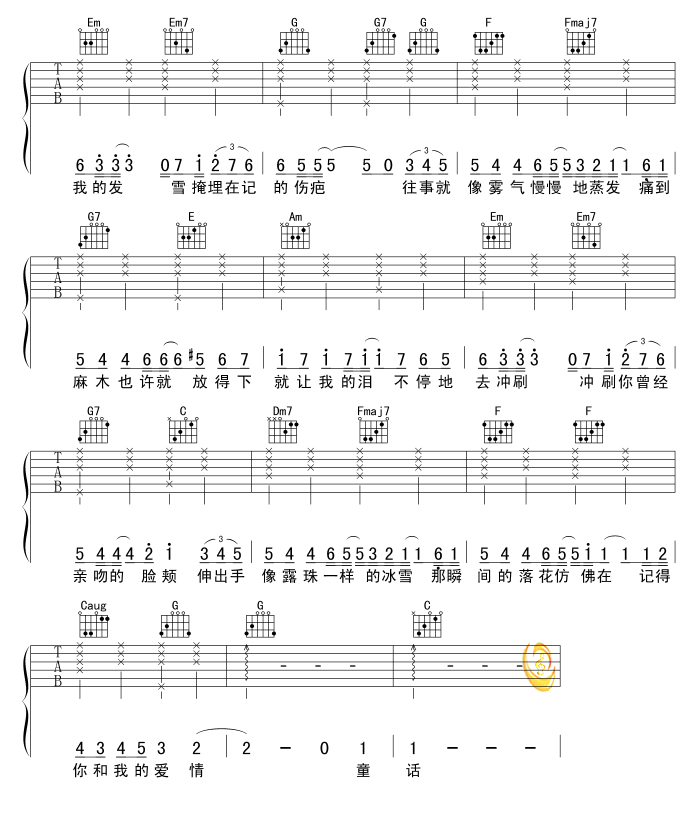 Em Em7 G G7 G F Fmaj7
T A B
6 3 3 3 0 7 1 2 7 6 | 6 5 5 5 5 0 3 4 5 | 5 4 4 6 5 5 3 2 1 1 6 1
我的发 雪掩埋在记 的伤疤 往事就 像雾气慢慢 地蒸发 痛到
G7 E Am Em Em7
T A B
5 4 4 6 6 6 #5 6 7 | 1 7 1 7 1 1 7 6 5 | 6 3 3 3 0 7 1 2 7 6
麻木也许就 放得下 就让我的泪 不停地 去冲刷 冲刷你曾经
G7 C Dm7 Fmaj7 F F
T A B
5 4 4 4 2 1 3 4 5 | 5 4 4 6 5 5 3 2 1 1 6 1 | 5 4 4 6 5 5 1 1 1 1 2
亲吻的 脸颊 伸出手 像露珠一样 的冰雪 那瞬 间的落花仿 佛在 记得
Caug G G C
T A B
4 3 4 5 3 2 | 2 - 0 1 | 1 - - -
你和我的爱情 童 话